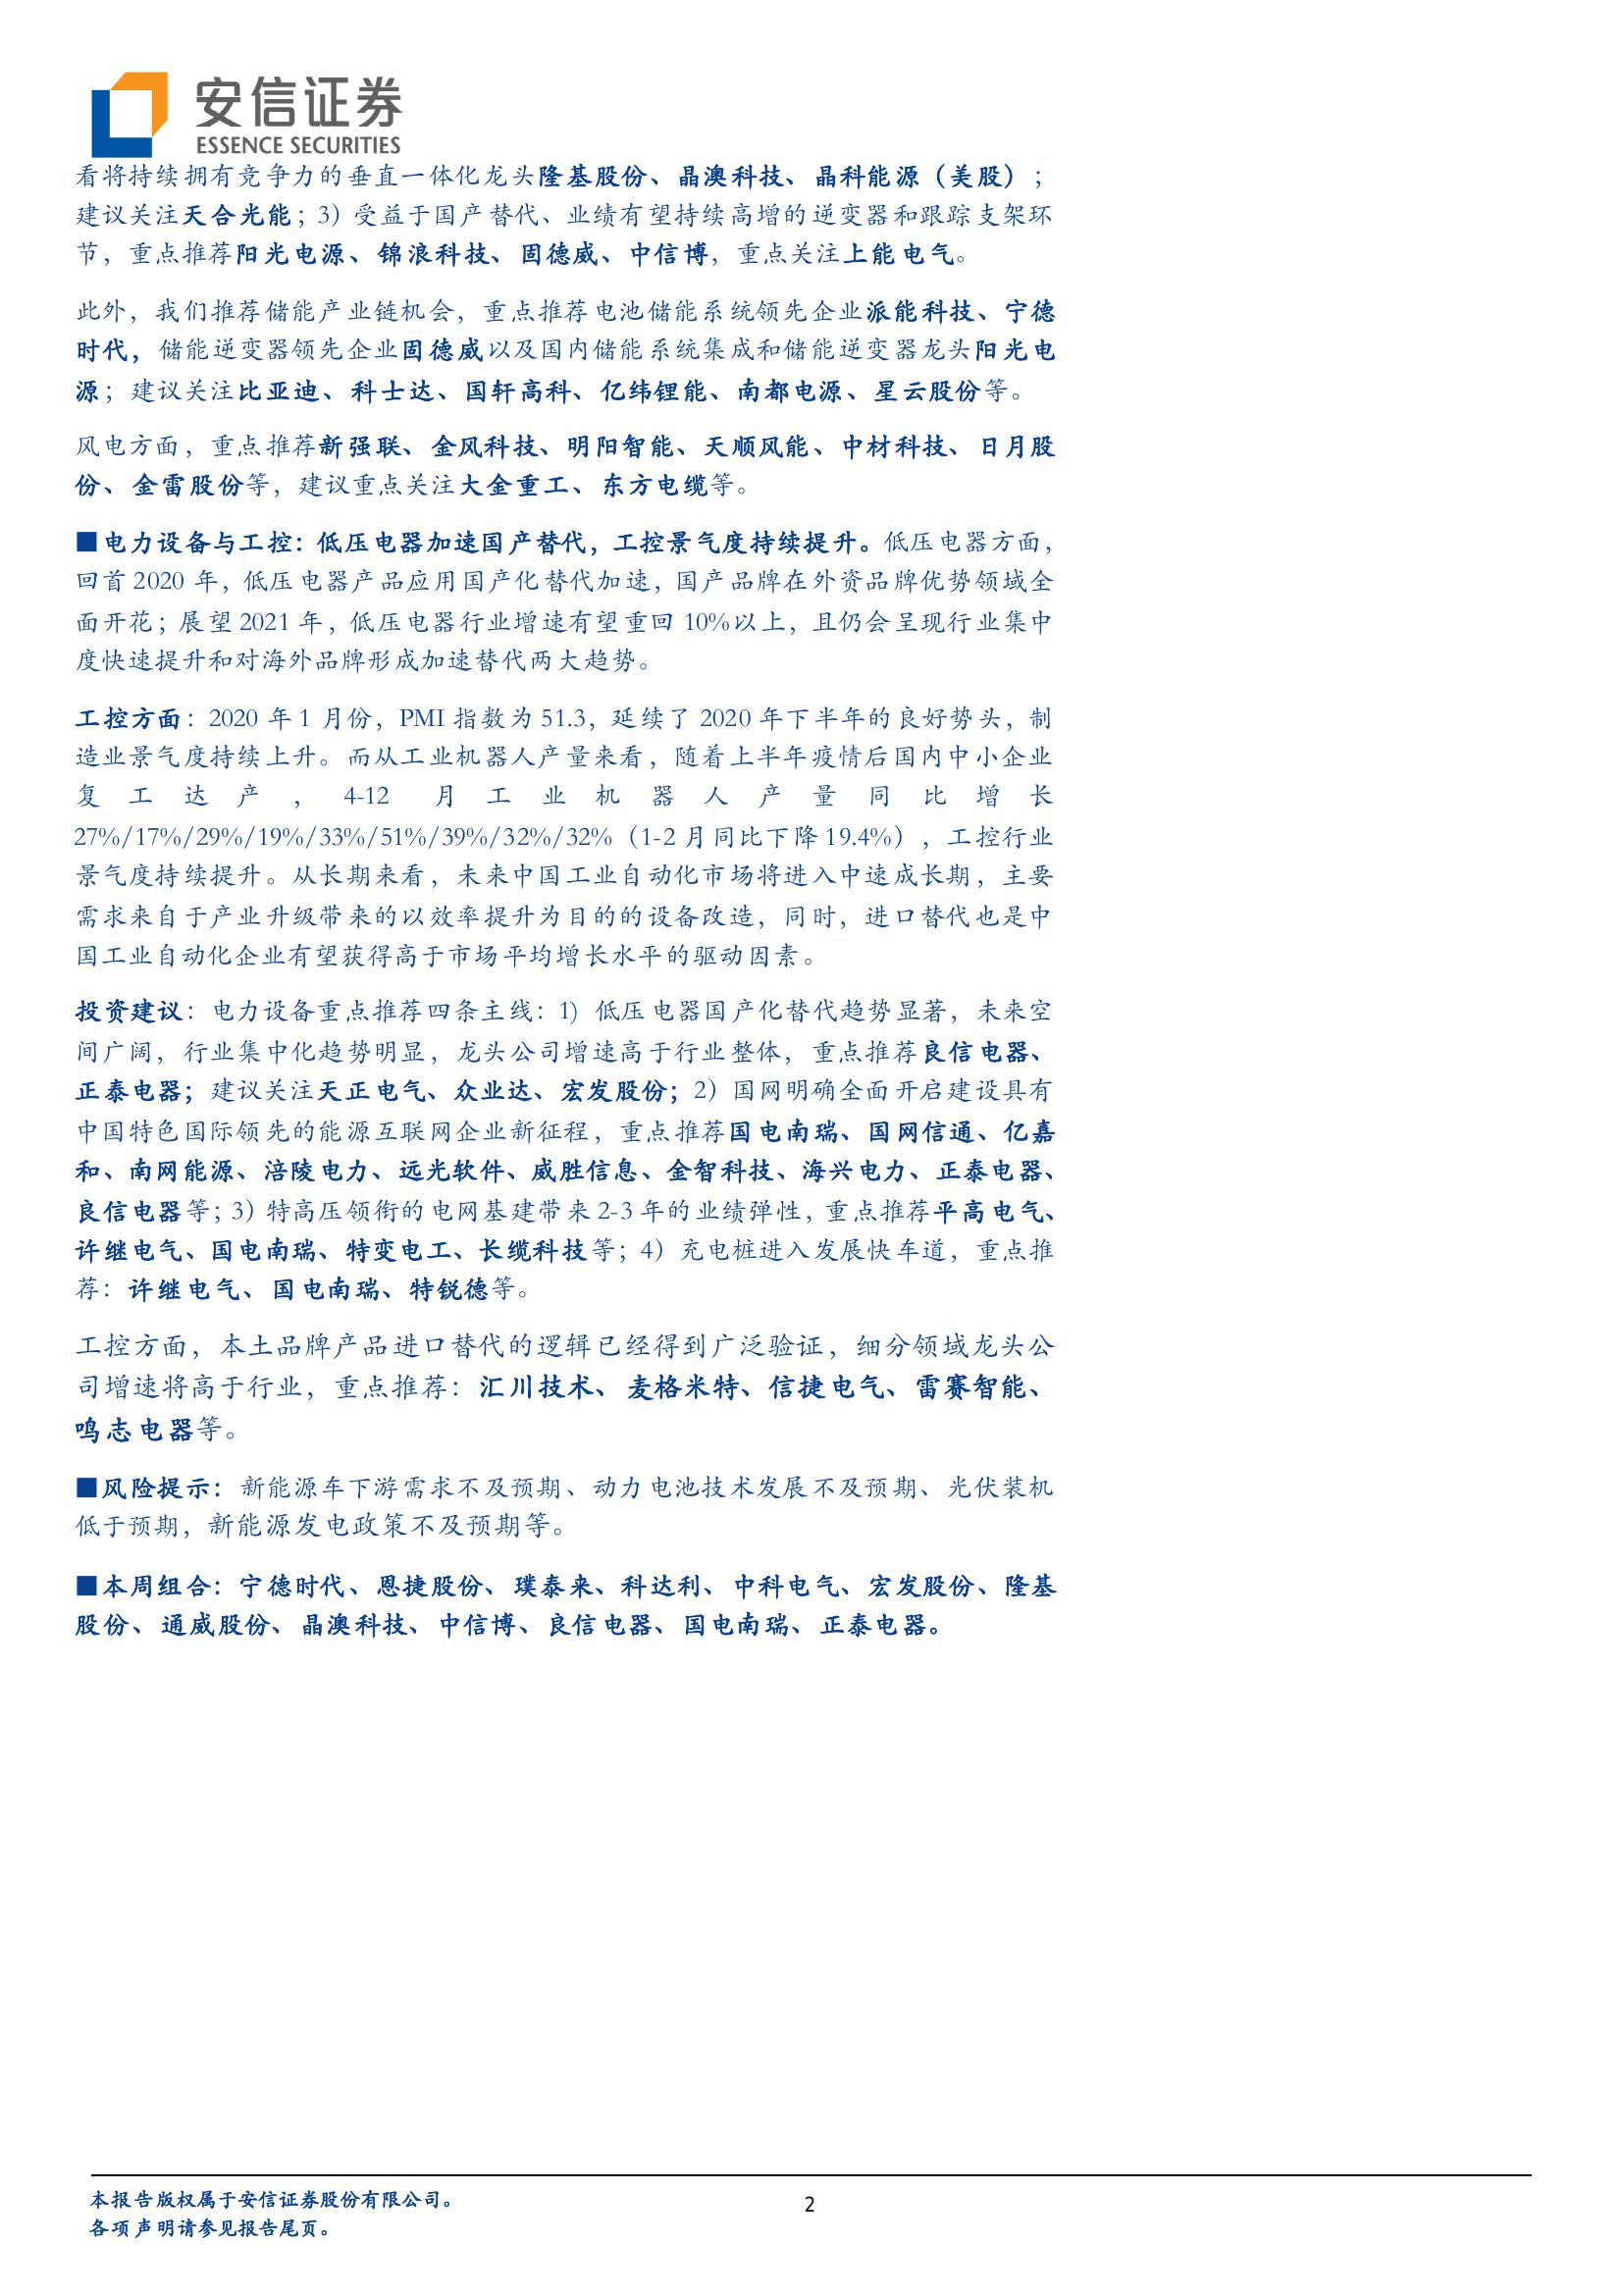 安信证券
ESSENCE SECURITIES
看将持续拥有竞争力的垂直一体化龙头隆基股份、晶澳科技、晶科能源（美股）；
建议关注天合光能；3）受益于国产替代、业绩有望持续高增的逆变器和跟踪支架环
节，重点推荐阳光电源、锦浪科技、固德威、中信博，重点关注上能电气。
此外，我们推荐储能产业链机会，重点推荐电池储能系统领先企业派能科技、宁德
时代，储能逆变器领先企业固德威以及国内储能系统集成和储能逆变器龙头阳光电
源；建议关注比亚迪、科士达、国轩高科、亿纬锂能、南都电源、星云股份等。
风电方面，重点推荐新强联、金风科技、明阳智能、天顺风能、中材科技、日月股
份、金雷股份等，建议重点关注大金重工、东方电缆等。
■电力设备与工控：低压电器加速国产替代，工控景气度持续提升。低压电器方面，
回首 2020 年，低压电器产品应用国产化替代加速，国产品牌在外资品牌优势领域全
面开花；展望 2021 年，低压电器行业增速有望重回 10%以上，且仍会呈现行业集中
度快速提升和对海外品牌形成加速替代两大趋势。
工控方面：2020 年 1 月份，PMI 指数为 51.3，延续了 2020 年下半年的良好势头，制
造业景气度持续上升。而从工业机器人产量来看，随着上半年疫情后国内中小企业
复工达产，4-12 月工业机器人产量同比增长
27%/17%/29%/19%/33%/51%/39%/32%/32%（1-2 月同比下降 19.4%），工控行业
景气度持续提升。从长期来看，未来中国工业自动化市场将进入中速成长期，主要
需求来自于产业升级带来的以效率提升为目的的设备改造，同时，进口替代也是中
国工业自动化企业有望获得高于市场平均增长水平的驱动因素。
投资建议：电力设备重点推荐四条主线：1）低压电器国产化替代趋势显著，未来空
间广阔，行业集中化趋势明显，龙头公司增速高于行业整体，重点推荐良信电器、
正泰电器；建议关注天正电气、众业达、宏发股份；2）国网明确全面开启建设具有
中国特色国际领先的能源互联网企业新征程，重点推荐国电南瑞、国网信通、亿嘉
和、南网能源、涪陵电力、远光软件、威胜信息、金智科技、海兴电力、正泰电器、
良信电器等；3）特高压领衔的电网基建带来 2-3 年的业绩弹性，重点推荐平高电气、
许继电气、国电南瑞、特变电工、长缆科技等；4）充电桩进入发展快车道，重点推
荐：许继电气、国电南瑞、特锐德等。
工控方面，本土品牌产品进口替代的逻辑已经得到广泛验证，细分领域龙头公
司增速将高于行业，重点推荐：汇川技术、麦格米特、信捷电气、雷赛智能、
鸣志电器等。
■风险提示：新能源车下游需求不及预期、动力电池技术发展不及预期、光伏装机
低于预期，新能源发电政策不及预期等。
■本周组合：宁德时代、恩捷股份、璞泰来、科达利、中科电气、宏发股份、隆基
股份、通威股份、晶澳科技、中信博、良信电器、国电南瑞、正泰电器。
本报告版权属于安信证券股份有限公司。
2
各项声明请参见报告尾页。